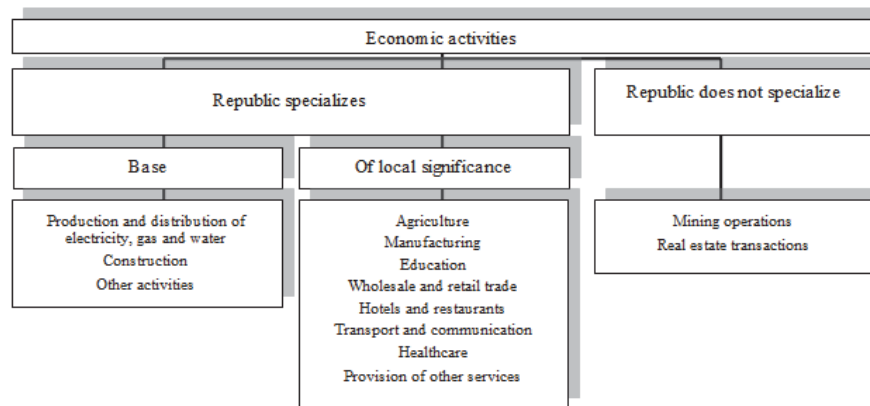 Economic activities
Republic specializes
Republic does not specialize
Base
Of local significance
Production and distribution of
electricity, gas and water
Construction
Other activities
Agriculture
Manufacturing
Education
Wholesale and retail trade
Hotels and restaurants
Transport and communication
Healthcare
Provision of other services
Mining operations
Real estate transactions